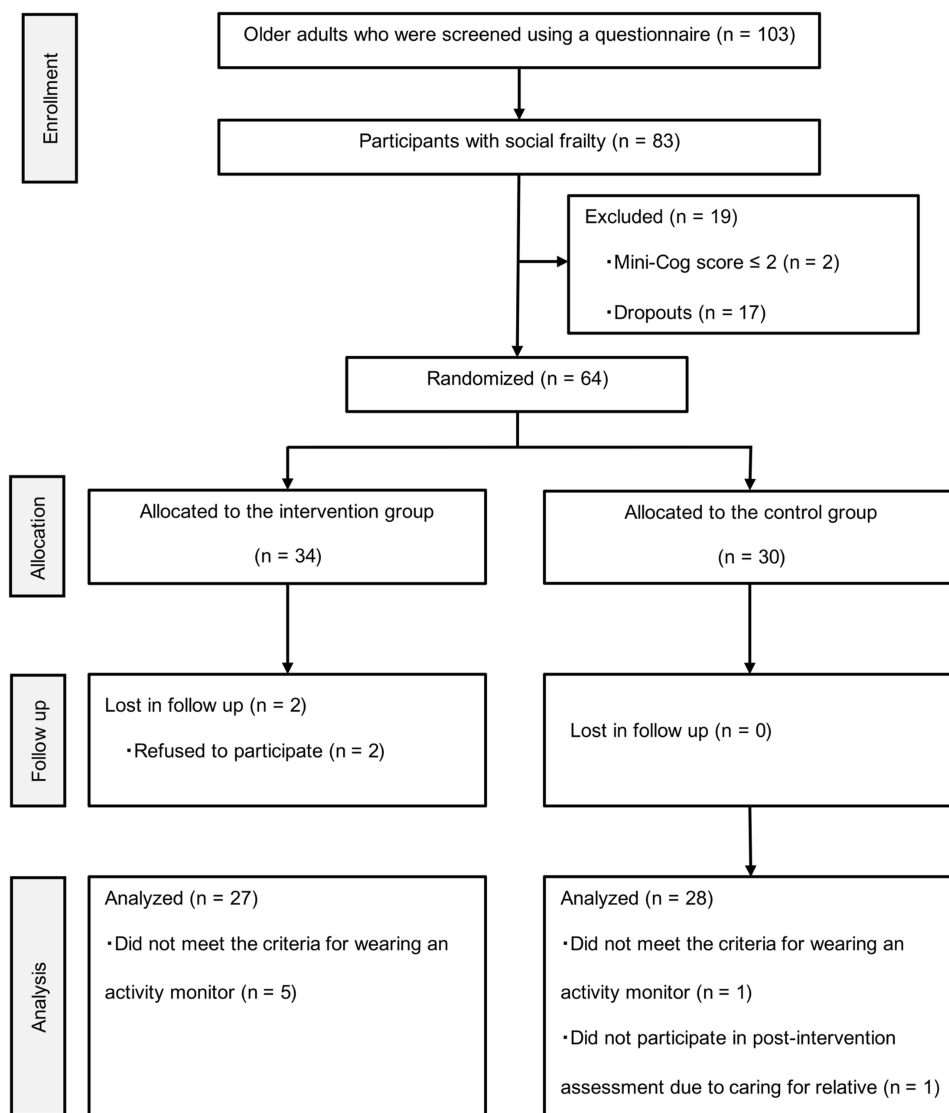 Enrollment
Older adults who were screened using a questionnaire (n = 103)
Participants with social frailty (n = 83)
Excluded (n = 19)
・Mini-Cog score ≤ 2 (n = 2)
・Dropouts (n = 17)
Randomized (n = 64)
Allocation
Allocated to the intervention group
(n = 34)
Allocated to the control group
(n = 30)
Follow up
Lost in follow up (n = 2)
・Refused to participate (n = 2)
Lost in follow up (n = 0)
Analysis
Analyzed (n = 27)
・Did not meet the criteria for wearing an
activity monitor (n = 5)
Analyzed (n = 28)
・Did not meet the criteria for wearing an
activity monitor (n = 1)
・Did not participate in post-intervention
assessment due to caring for relative (n = 1)